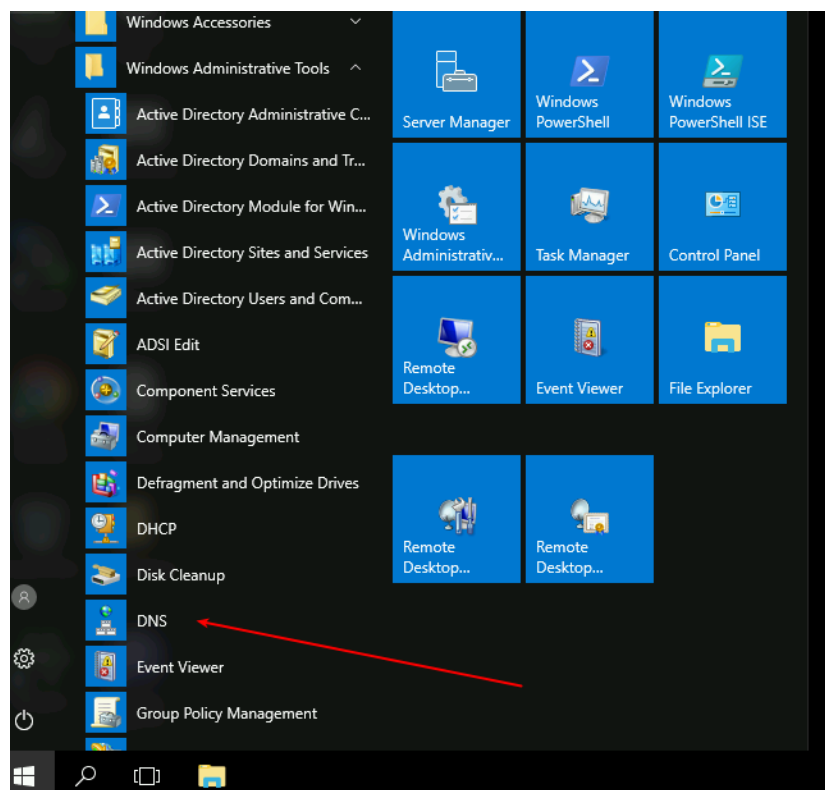 Windows Accessories
Windows Administrative Tools
Active Directory Administrative C...
Active Directory Domains and Tr...
Active Directory Module for Win...
Active Directory Sites and Services
Active Directory Users and Com...
ADSI Edit
Component Services
Computer Management
Defragment and Optimize Drives
DHCP
Disk Cleanup
DNS
Event Viewer
Group Policy Management
Server Manager
Windows
PowerShell
Windows
PowerShell ISE
Windows
Administrativ...
Task Manager
Control Panel
Remote
Desktop...
Event Viewer
File Explorer
Remote
Desktop...
Remote
Desktop...